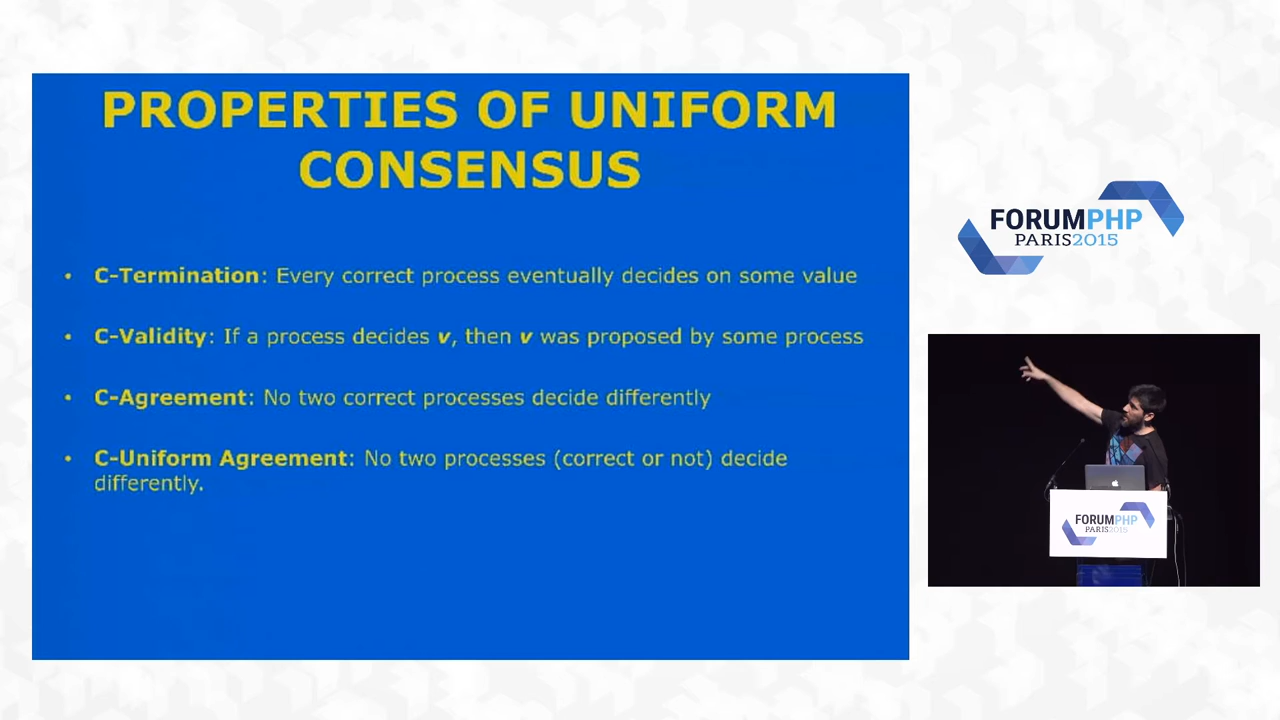 PROPERTIES OF UNIFORM
CONSENSUS
• C-Termination: Every correct process eventually decides on some value
• C-Validity: If a process decides v, then v was proposed by some process
• C-Agreement: No two correct processes decide differently
• C-Uniform Agreement: No two processes (correct or not) decide
differently.
FORUMPHP
PARIS2015
FORUMPHP
PARIS2015